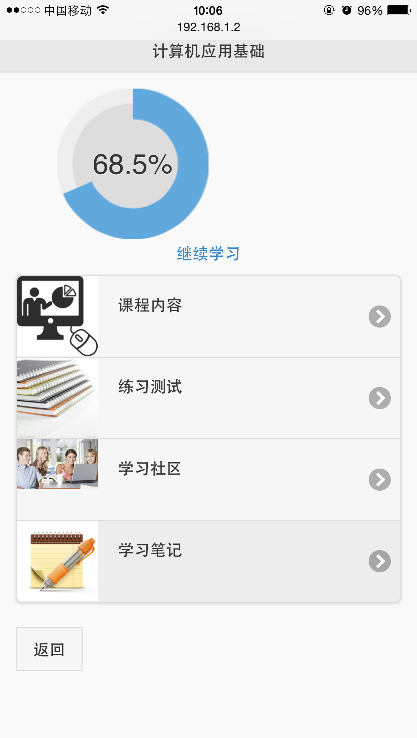 中国移动 10:06 96%
192.168.1.2
计算机应用基础
68.5%
继续学习
课程内容
练习测试
学习社区
学习笔记
返回